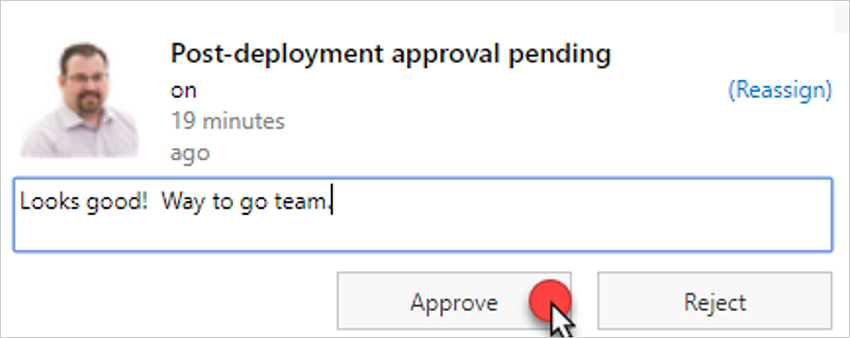 Post-deployment approval pending
on
(Reassign)
19 minutes
ago
Looks good!  Way to go team.
Approve
Reject